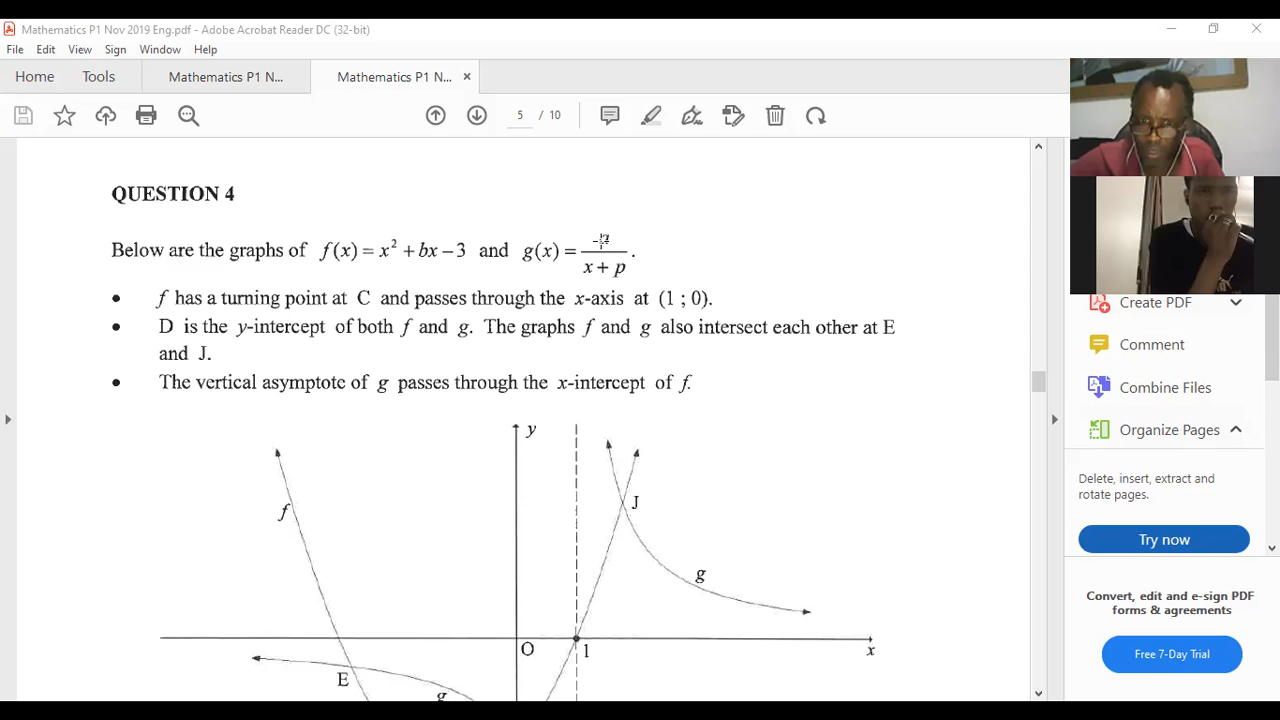 Mathematics P1 Nov 2019 Eng.pdf - Adobe Acrobat Reader DC (32-bit)
File Edit View Sign Window Help
Home Tools Mathematics P1 N... Mathematics P1 N... ×
5 / 10
QUESTION 4
Below are the graphs of f(x) = x² + bx − 3 and g(x) = / (x + p).
• f has a turning point at C and passes through the x-axis at (1 ; 0).
• D is the y-intercept of both f and g. The graphs f and g also intersect each other at E
and J.
• The vertical asymptote of g passes through the x-intercept of f.
y
f
J
g
O 1 x
E
g
Create PDF
Comment
Combine Files
Organize Pages
Delete, insert, extract and
rotate pages.
Try now
Convert, edit and e-sign PDF
forms & agreements
Free 7-Day Trial